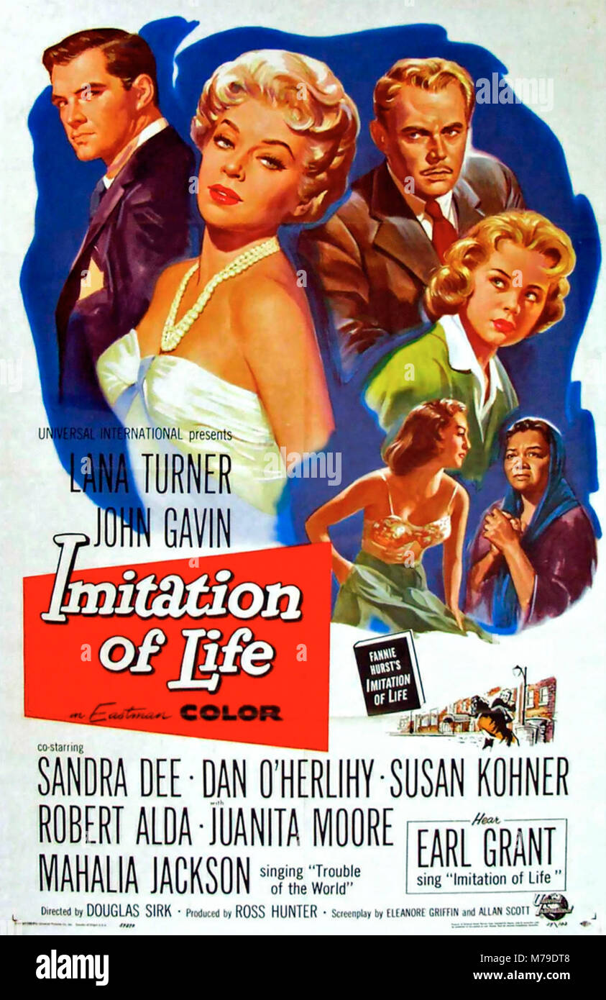 UNIVERSAL INTERNATIONAL presents
LANA TURNER
JOHN GAVIN
Imitation
of Life
in Eastman COLOR
FANNIE
HURST'S
IMITATION
OF LIFE
co-starring
SANDRA DEE · DAN O'HERLIHY · SUSAN KOHNER
with
ROBERT ALDA · JUANITA MOORE
MAHALIA JACKSON singing "Trouble
of the World"
Hear
EARL GRANT
sing "Imitation of Life"
Directed by DOUGLAS SIRK · Produced by ROSS HUNTER · Screenplay by ELEANORE GRIFFIN and ALLAN SCOTT
Universal
International
alamy
alamy
Image ID: M79DT8
www.alamy.com